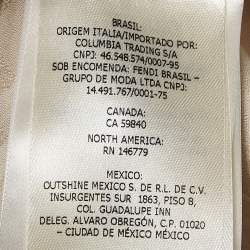 BRASIL:
ORIGEM ITALIA/IMPORTADO POR:
COLUMBIA TRADING S/A
CNPJ: 46.548.574/0007-95
SOB ENCOMENDA: FENDI BRASIL –
GRUPO DE MODA LTDA CNPJ:
14.491.767/0001-75
CANADA:
CA 59840
NORTH AMERICA:
RN 146779
MEXICO:
OUTSHINE MEXICO S. DE R.L. DE C.V.
INSURGENTES SUR 1863, PISO 8,
COL. GUADALUPE INN
DELEG. ALVARO OBREGÓN, C.P. 01020
– CIUDAD DE MÉXICO MÉXICO